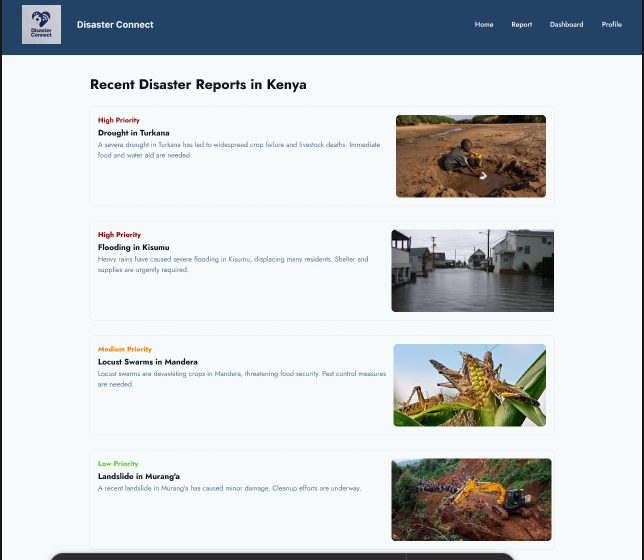 Disaster
Connect
Disaster Connect
Home Report Dashboard Profile
Recent Disaster Reports in Kenya
High Priority
Drought in Turkana
A severe drought in Turkana has led to widespread crop failure and livestock deaths. Immediate
food and water aid are needed.
High Priority
Flooding in Kisumu
Heavy rains have caused severe flooding in Kisumu, displacing many residents. Shelter and
supplies are urgently required.
Medium Priority
Locust Swarms in Mandera
Locust swarms are devastating crops in Mandera, threatening food security. Pest control measures
are needed.
Low Priority
Landslide in Murang'a
A recent landslide in Murang'a has caused minor damage. Cleanup efforts are underway.